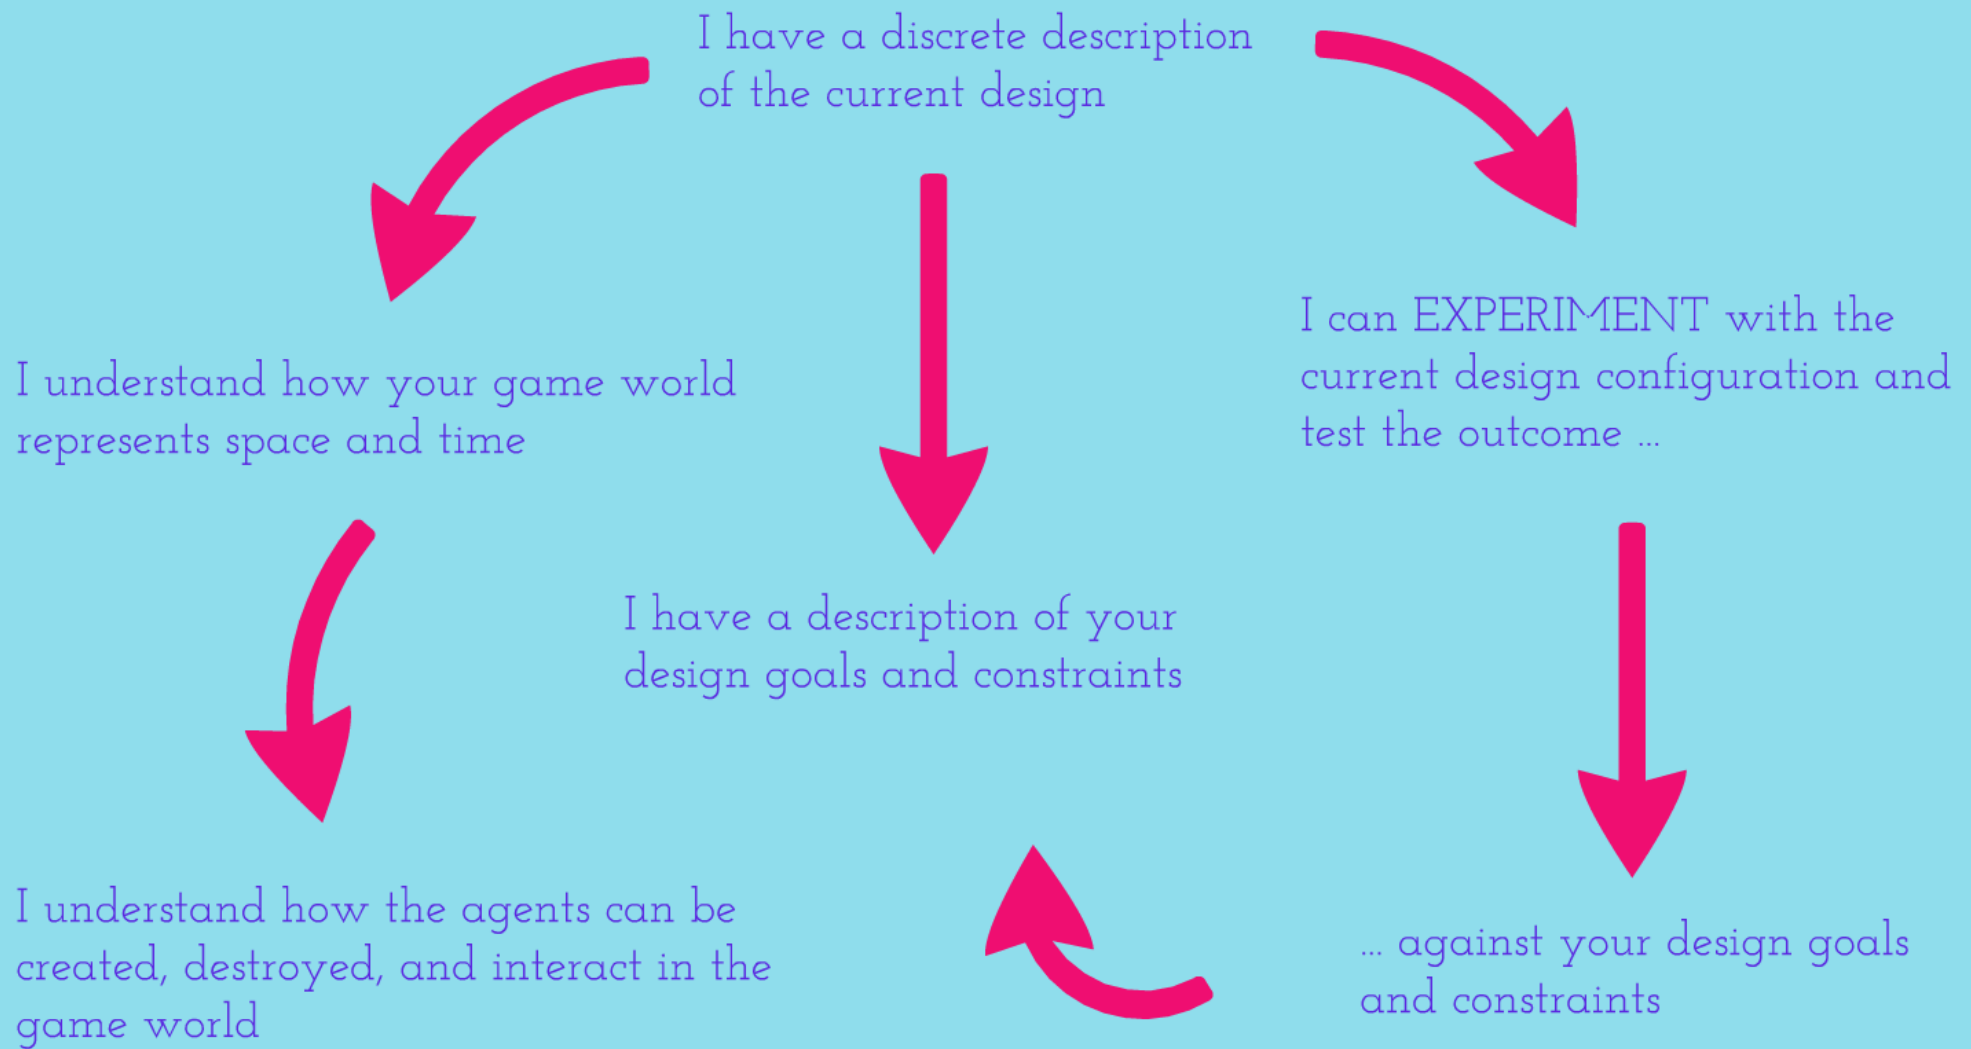 I have a discrete description
of the current design
I understand how your game world
represents space and time
I can EXPERIMENT with the
current design configuration and
test the outcome ...
I have a description of your
design goals and constraints
I understand how the agents can be
created, destroyed, and interact in the
game world
... against your design goals
and constraints